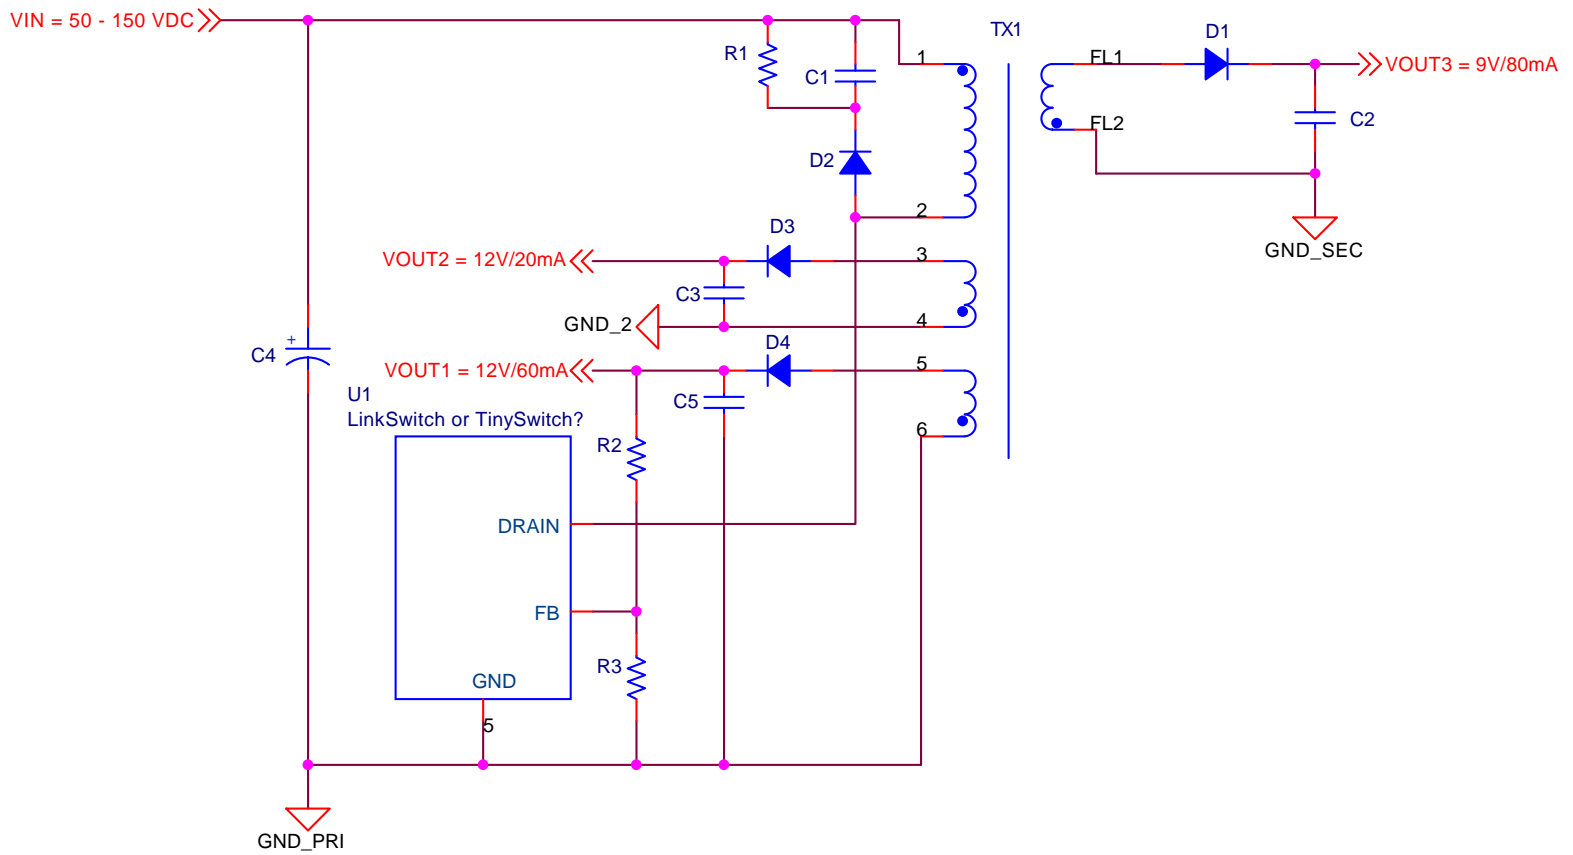 VIN = 50 - 150 VDC
TX1
D1
R1
C1
1
FL1
VOUT3 = 9V/80mA
FL2
C2
D2
2
D3
GND_SEC
VOUT2 = 12V/20mA
3
C3
GND_2
4
+
C4
D4
VOUT1 = 12V/60mA
5
U1
C5
LinkSwitch or TinySwitch?
6
R2
DRAIN
FB
R3
GND
5
GND_PRI